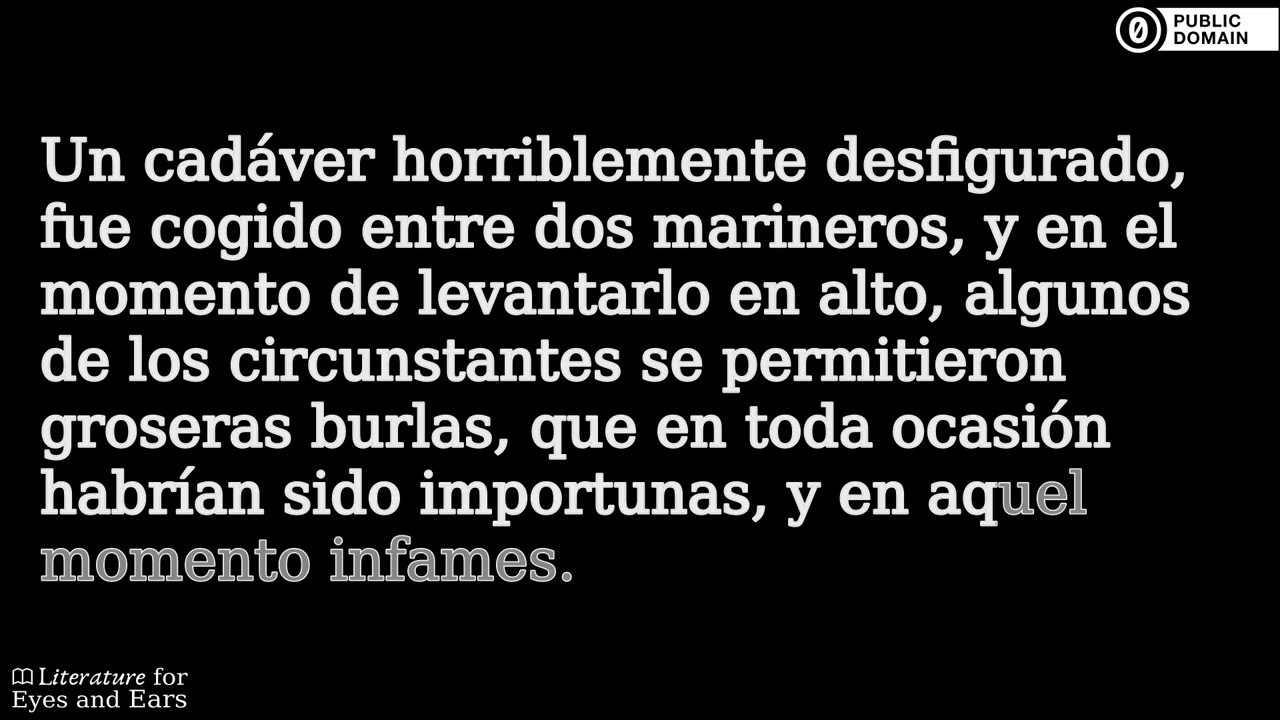 PUBLIC
DOMAIN
Un cadáver horriblemente desfigurado,
fue cogido entre dos marineros, y en el
momento de levantarlo en alto, algunos
de los circunstantes se permitieron
groseras burlas, que en toda ocasión
habrían sido importunas, y en aquel
momento infames.
Literature for
Eyes and Ears